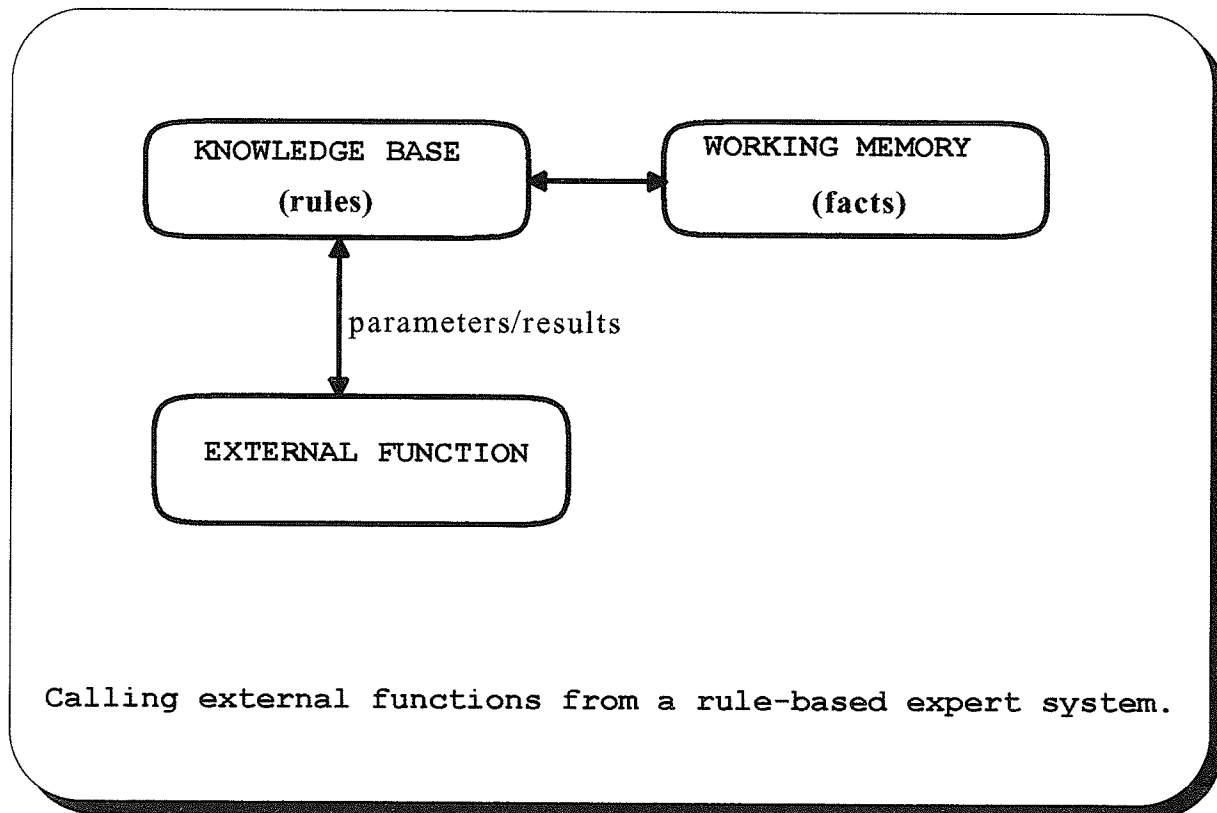 KNOWLEDGE BASE
(rules)
WORKING MEMORY
(facts)
parameters/results
EXTERNAL FUNCTION
Calling external functions from a rule-based expert system.